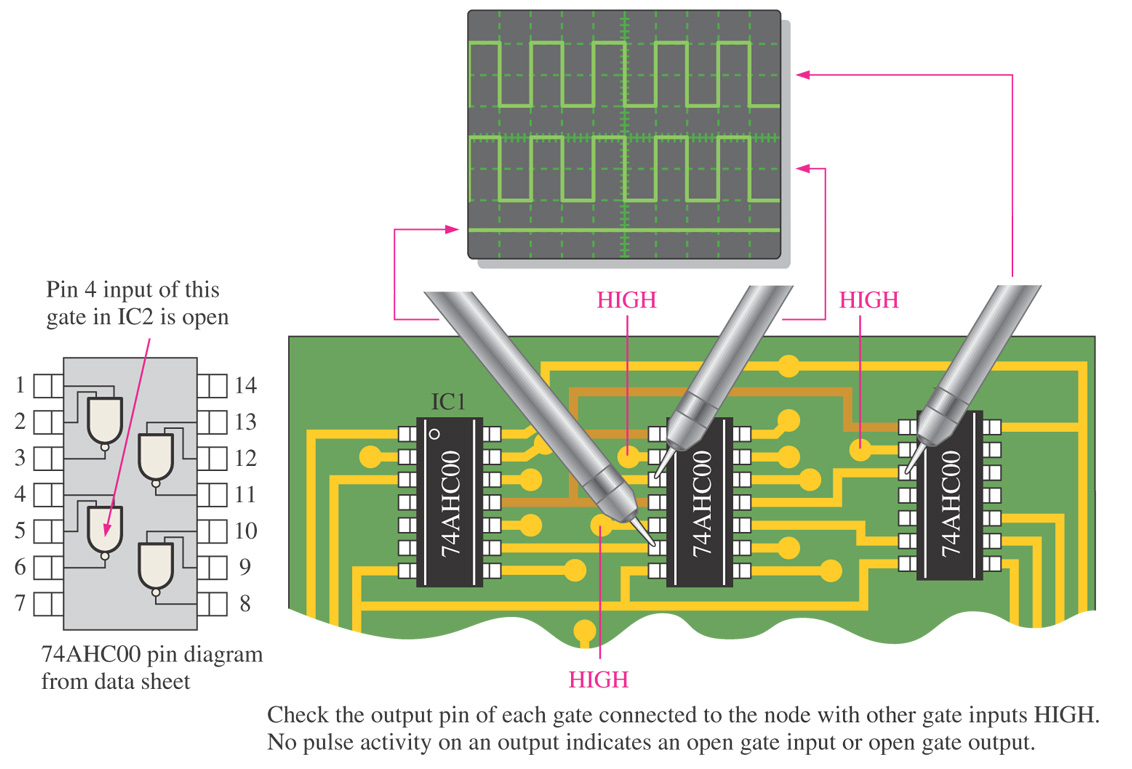 HIGH
HIGH
Pin 4 input of this
gate in IC2 is open
IC1
1
14
2
13
3
12
4
11
5
10
6
9
7
8
74AHC00
74AHC00
74AHC00
74AHC00 pin diagram
from data sheet
HIGH
Check the output pin of each gate connected to the node with other gate inputs HIGH.
No pulse activity on an output indicates an open gate input or open gate output.